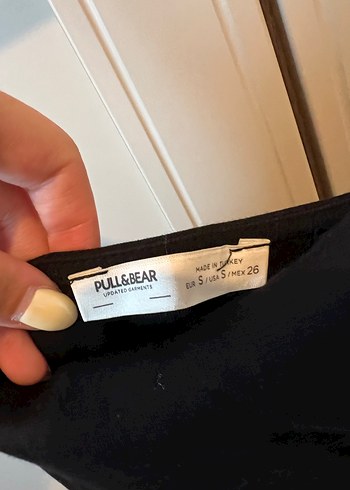 PULL&BEAR
UPDATED GARMENTS
MADE IN TURKEY
EUR S / USA S / MEX 26